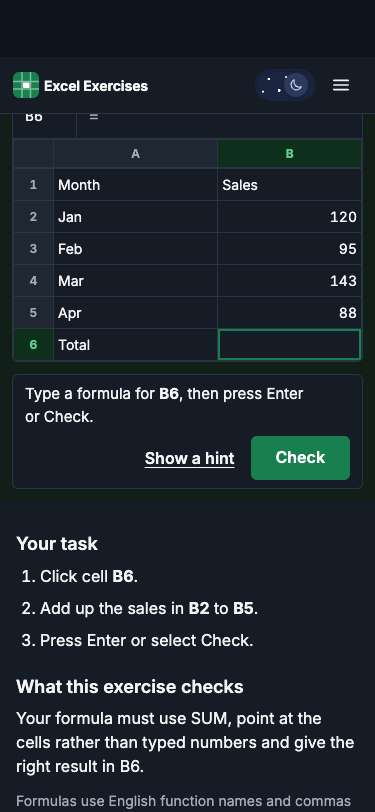 Excel Exercises
B6 =
A B
1 Month Sales
2 Jan 120
3 Feb 95
4 Mar 143
5 Apr 88
6 Total
Type a formula for B6, then press Enter
or Check.
Show a hint Check
Your task
1. Click cell B6.
2. Add up the sales in B2 to B5.
3. Press Enter or select Check.
What this exercise checks
Your formula must use SUM, point at the
cells rather than typed numbers and give the
right result in B6.
Formulas use English function names and commas